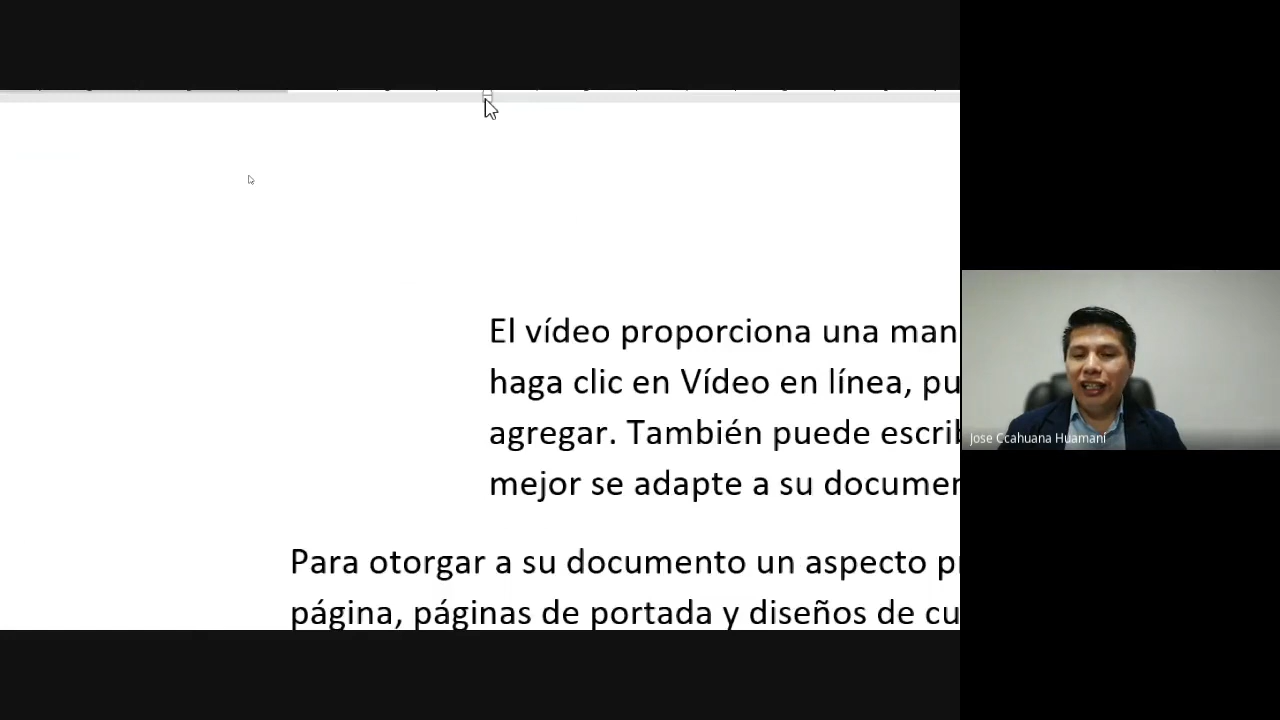 El vídeo proporciona una man
haga clic en Vídeo en línea, pu
agregar. También puede escrib
mejor se adapte a su documen
Para otorgar a su documento un aspecto pr
página, páginas de portada y diseños de cu
Jose Ccahuana Huamaní